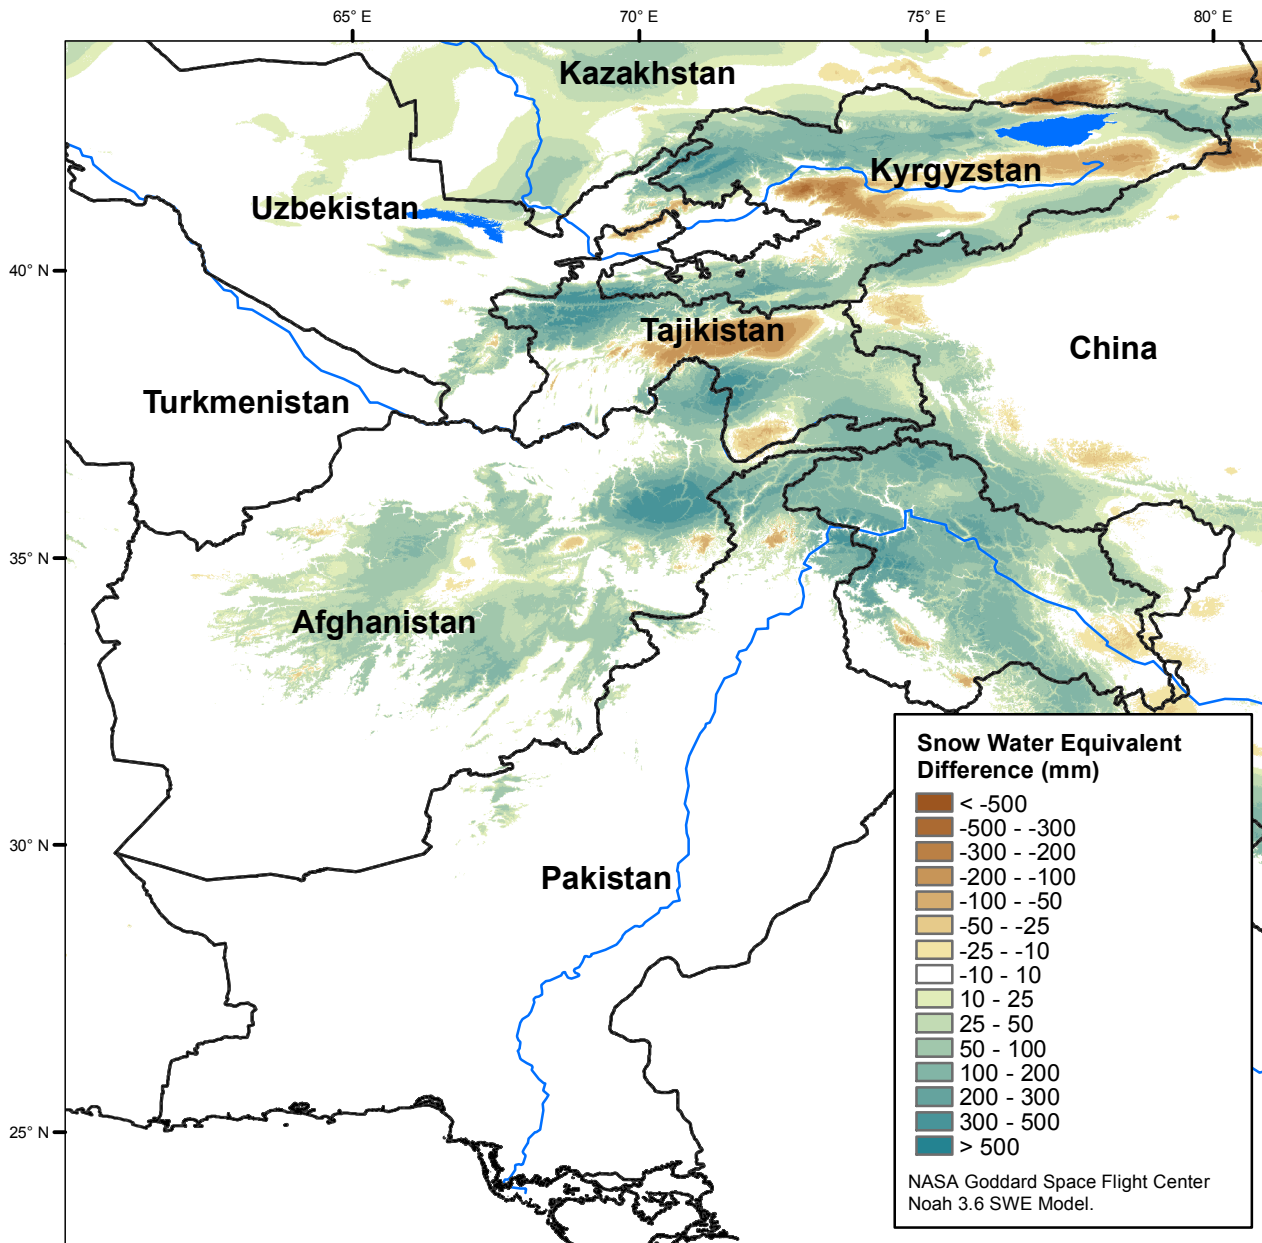 65° E
70° E
75° E
80° E
Kazakhstan
Kyrgyzstan
Uzbekistan
40° N
Tajikistan
China
Turkmenistan
35° N
Afghanistan
30° N
Pakistan
25° N
Snow Water Equivalent
Difference (mm)
< -500
-500 - -300
-300 - -200
-200 - -100
-100 - -50
-50 - -25
-25 - -10
-10 - 10
10 - 25
25 - 50
50 - 100
100 - 200
200 - 300
300 - 500
> 500
NASA Goddard Space Flight Center
Noah 3.6 SWE Model.